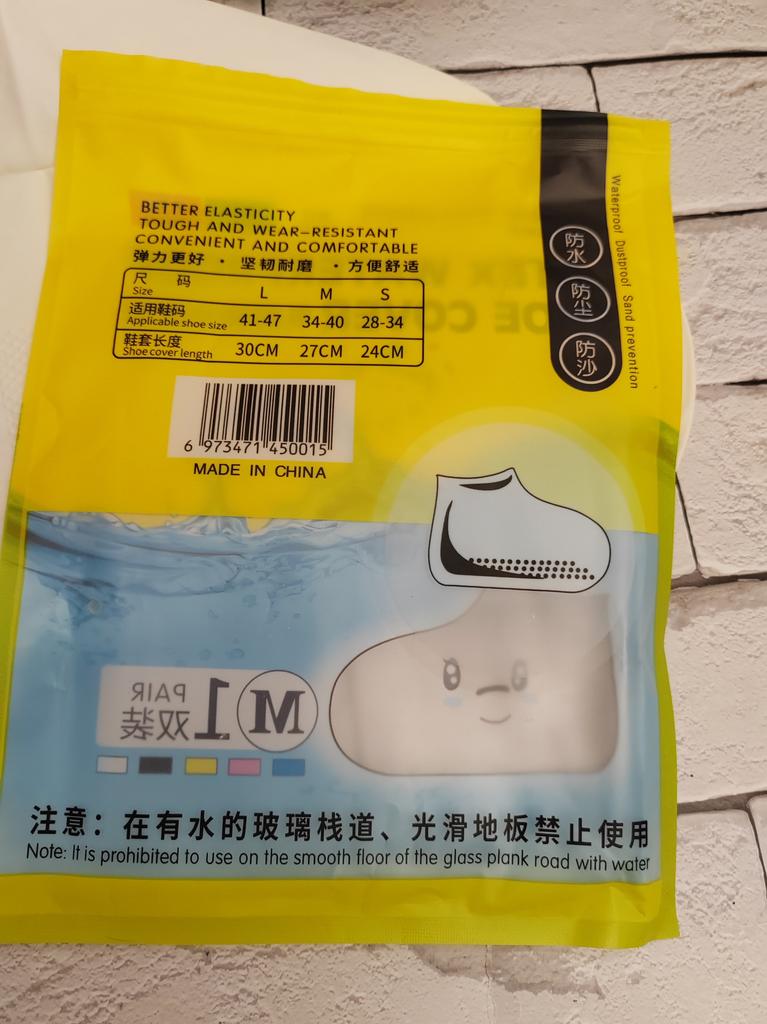 BETTER ELASTICITY
TOUGH AND WEAR-RESISTANT
CONVENIENT AND COMFORTABLE
弹力更好 · 坚韧耐磨 · 方便舒适
尺 码
Size L M S
适用鞋码
Applicable shoe size 41-47 34-40 28-34
鞋套长度
Shoe cover length 30CM 27CM 24CM
6 973471 450015
MADE IN CHINA
防水
防尘
防沙
Waterproof Dustproof Sand prevention
OE CO
M 1 PAIR
双装
注意：在有水的玻璃栈道、光滑地板禁止使用
Note: It is prohibited to use on the smooth floor of the glass plank road with water